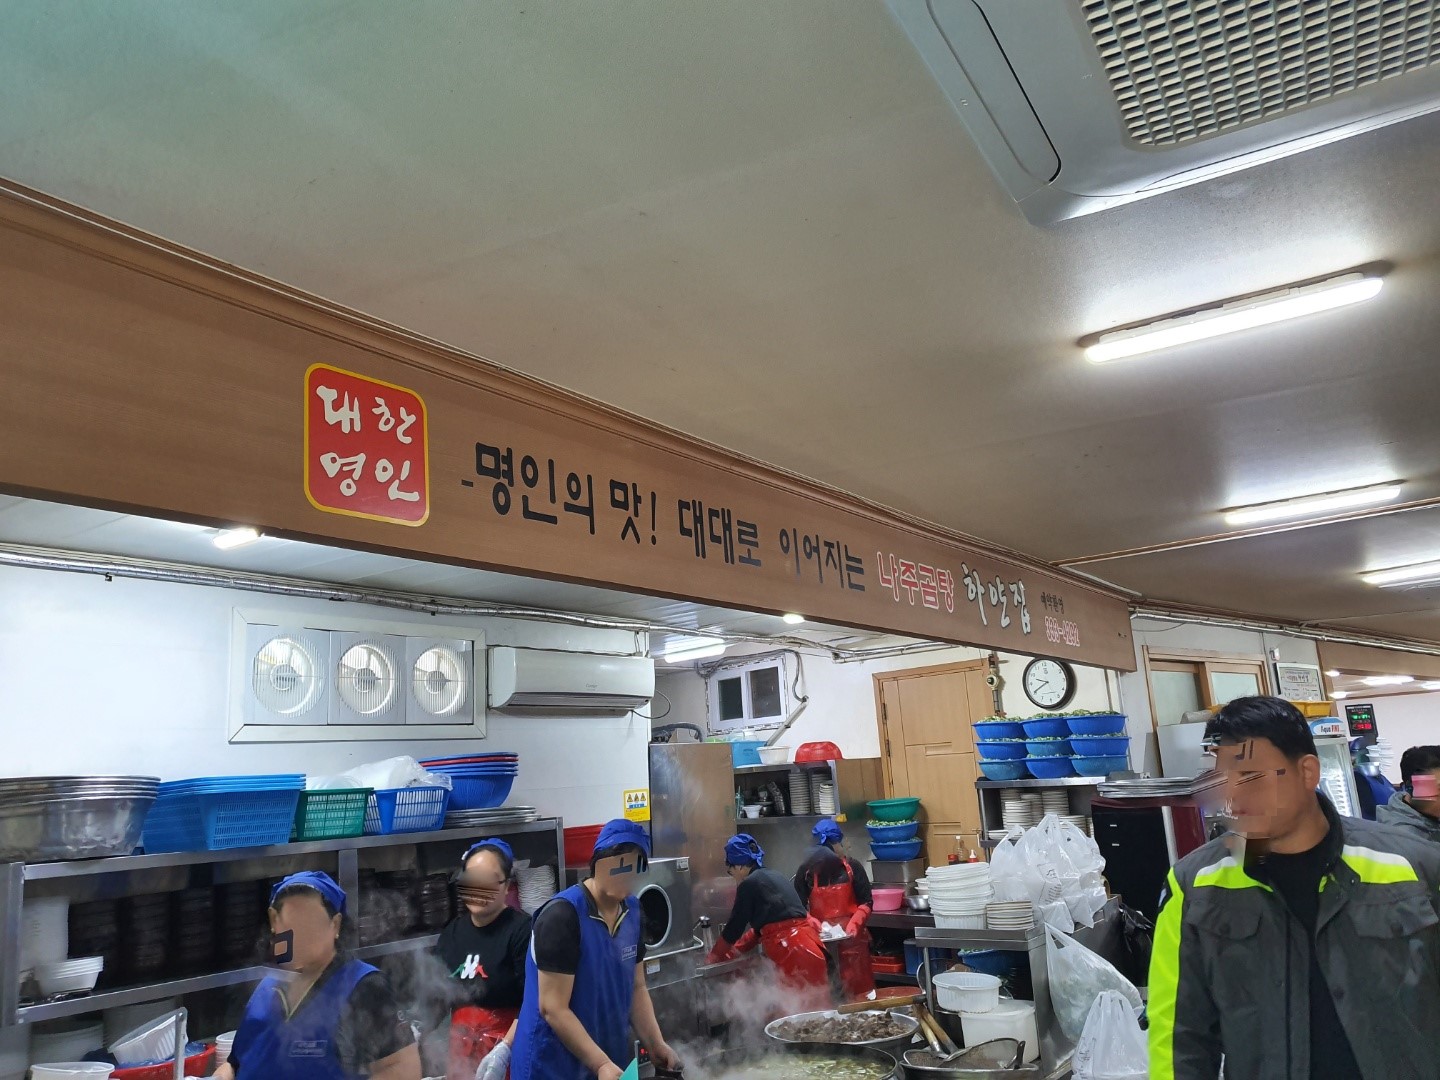 대한
명인
-명인의 맛! 대대로 이어지는 나주곰탕 하얀집